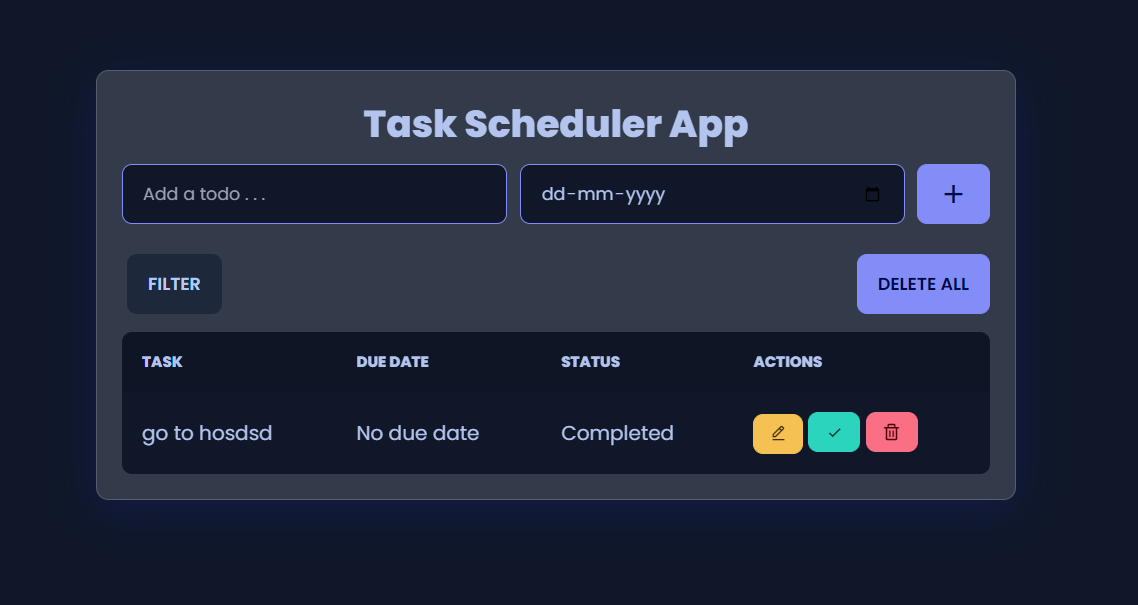 Task Scheduler App
Add a todo . . .
dd-mm-yyyy
+
FILTER
DELETE ALL
TASK DUE DATE STATUS ACTIONS
go to hosdsd No due date Completed